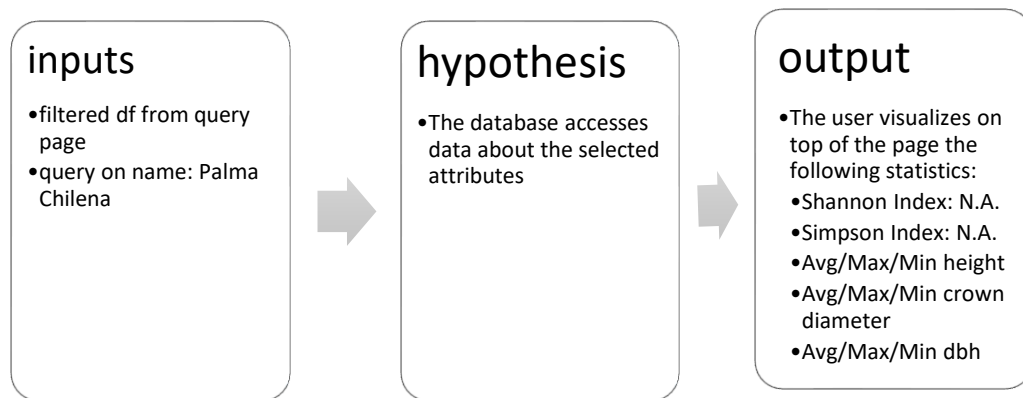 inputs
•filtered df from query
page
•query on name: Palma
Chilena
hypothesis
•The database accesses
data about the selected
attributes
output
•The user visualizes on
top of the page the
following statistics:
•Shannon Index: N.A.
•Simpson Index: N.A.
•Avg/Max/Min height
•Avg/Max/Min crown
diameter
•Avg/Max/Min dbh